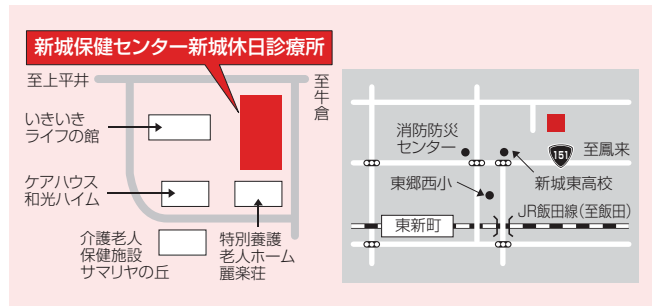 新城保健センター新城休日診療所
至上平井
至牛倉
いきいき
ライフの館
ケアハウス
和光ハイム
介護老人
保健施設
サマリヤの丘
特別養護
老人ホーム
麗楽荘
消防防災
センター
151
至鳳来
東郷西小
新城東高校
JR飯田線(至飯田)
東新町